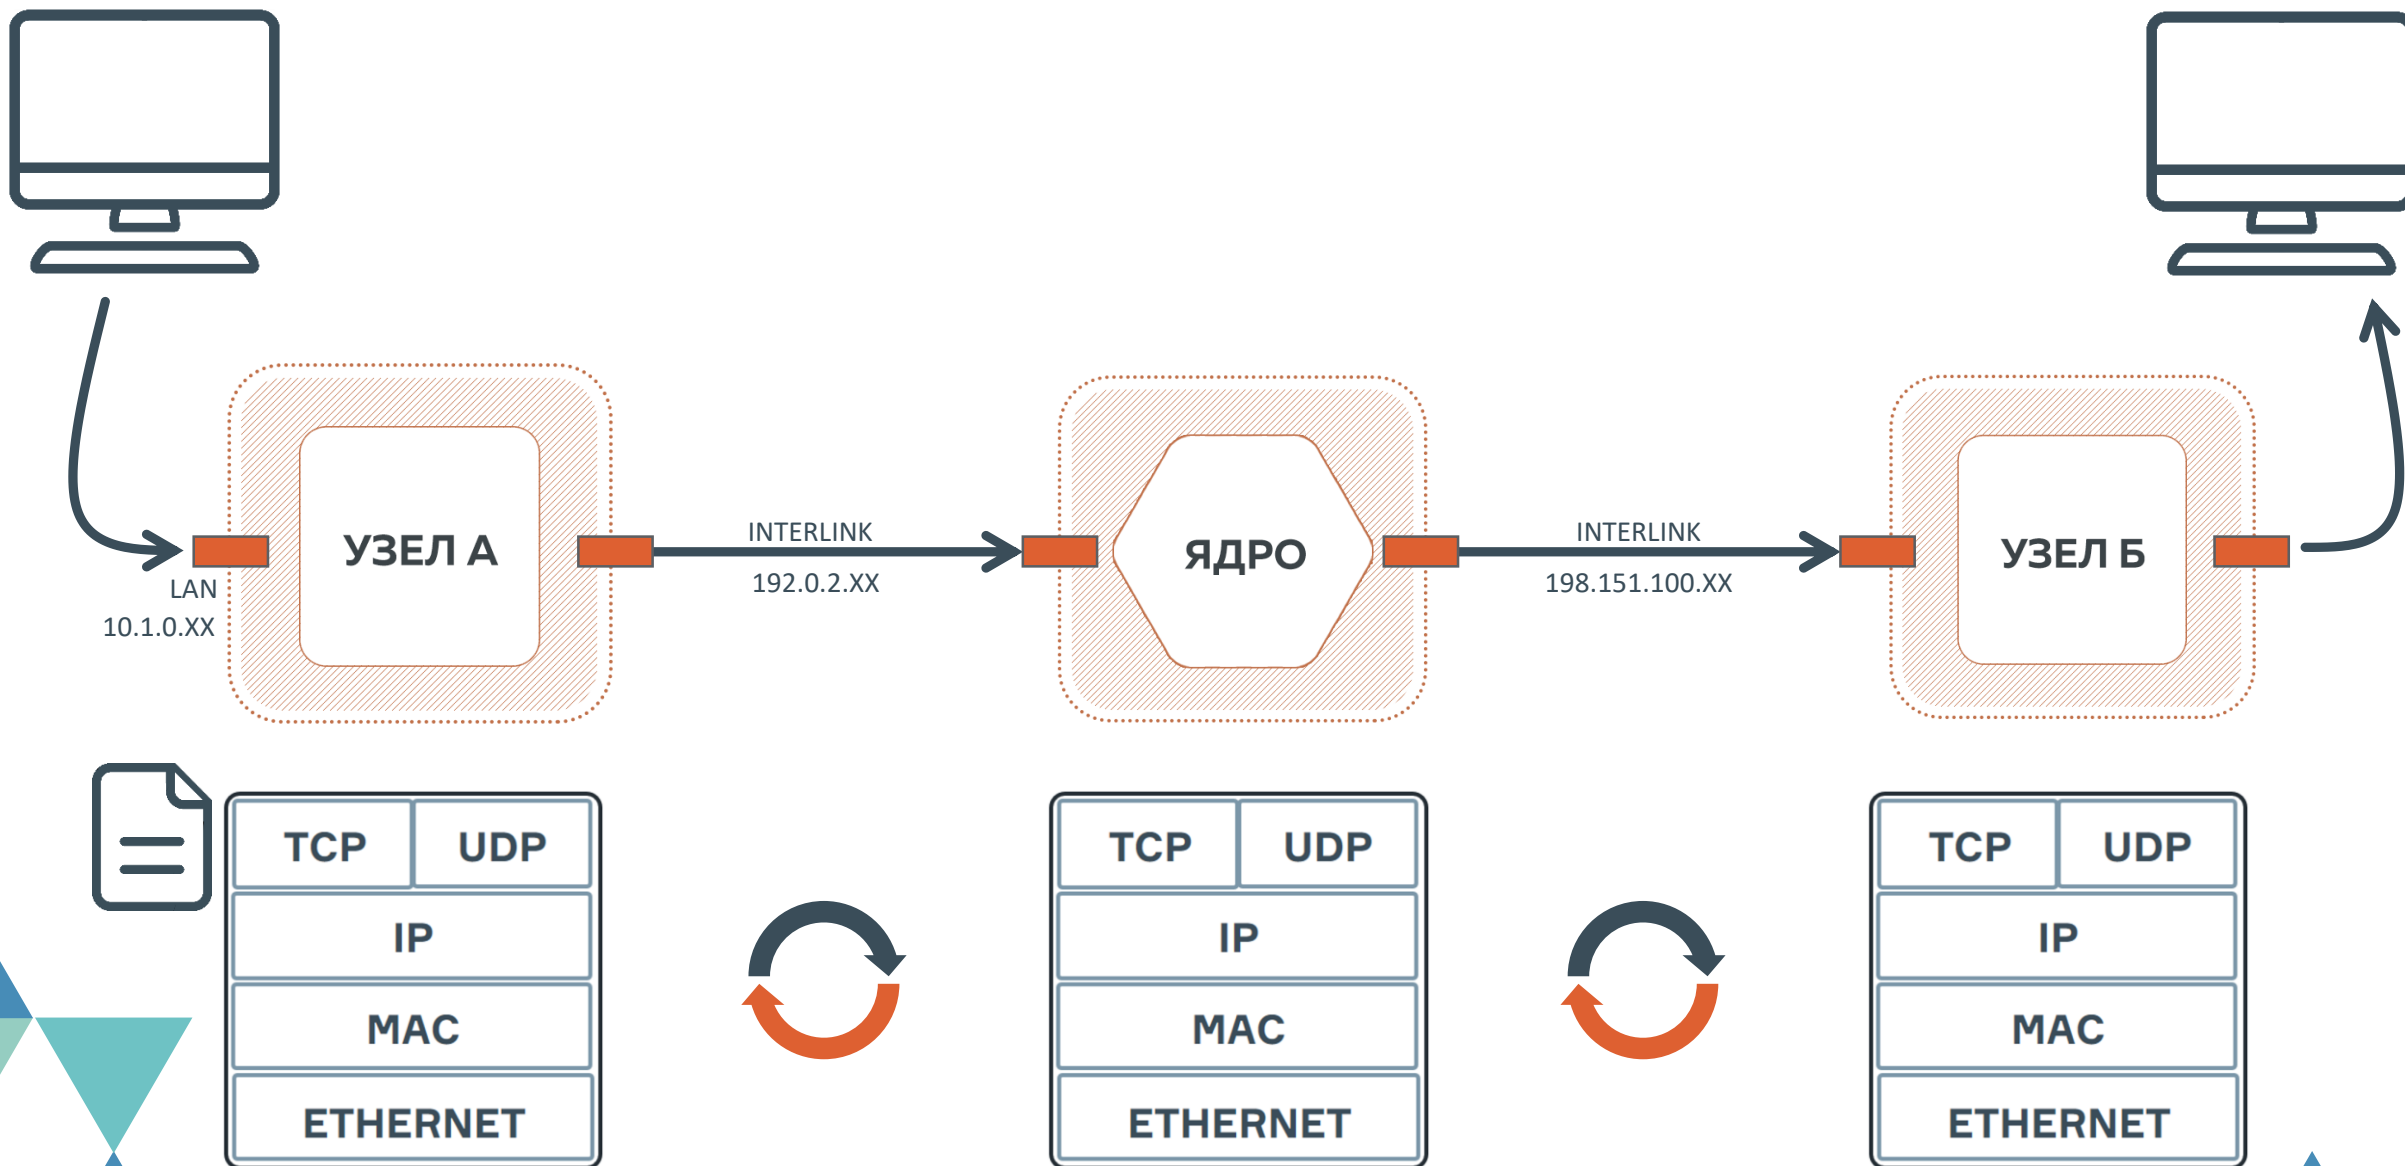 LAN
10.1.0.XX
УЗЕЛ А
INTERLINK
192.0.2.XX
ЯДРО
INTERLINK
198.151.100.XX
УЗЕЛ Б
TCP UDP
IP
MAC
ETHERNET
TCP UDP
IP
MAC
ETHERNET
TCP UDP
IP
MAC
ETHERNET